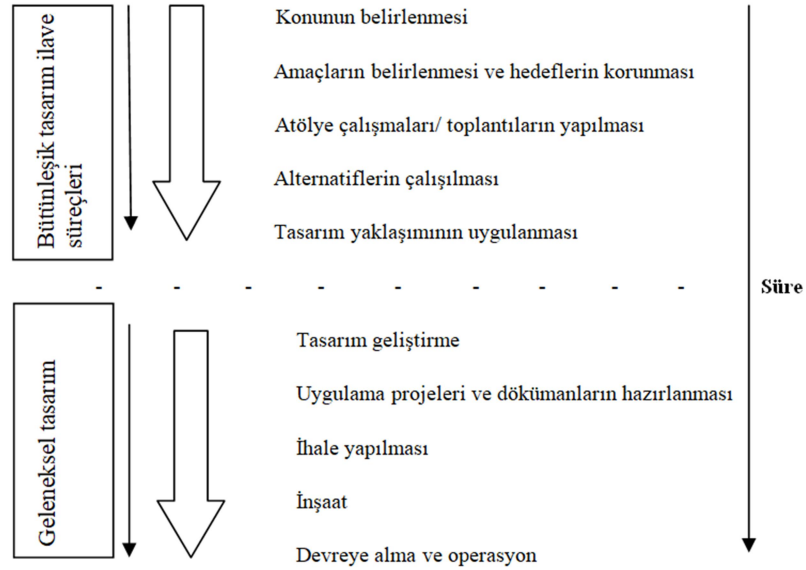 Bütünleşik tasarım ilave
süreçleri
Konunun belirlenmesi
Amaçların belirlenmesi ve hedeflerin korunması
Atölye çalışmaları/ toplantıların yapılması
Alternatiflerin çalışılması
Tasarım yaklaşımının uygulanması
- - - - - - - - -
Süre
Geleneksel tasarım
Tasarım geliştirme
Uygulama projeleri ve dökümanların hazırlanması
İhale yapılması
İnşaat
Devreye alma ve operasyon